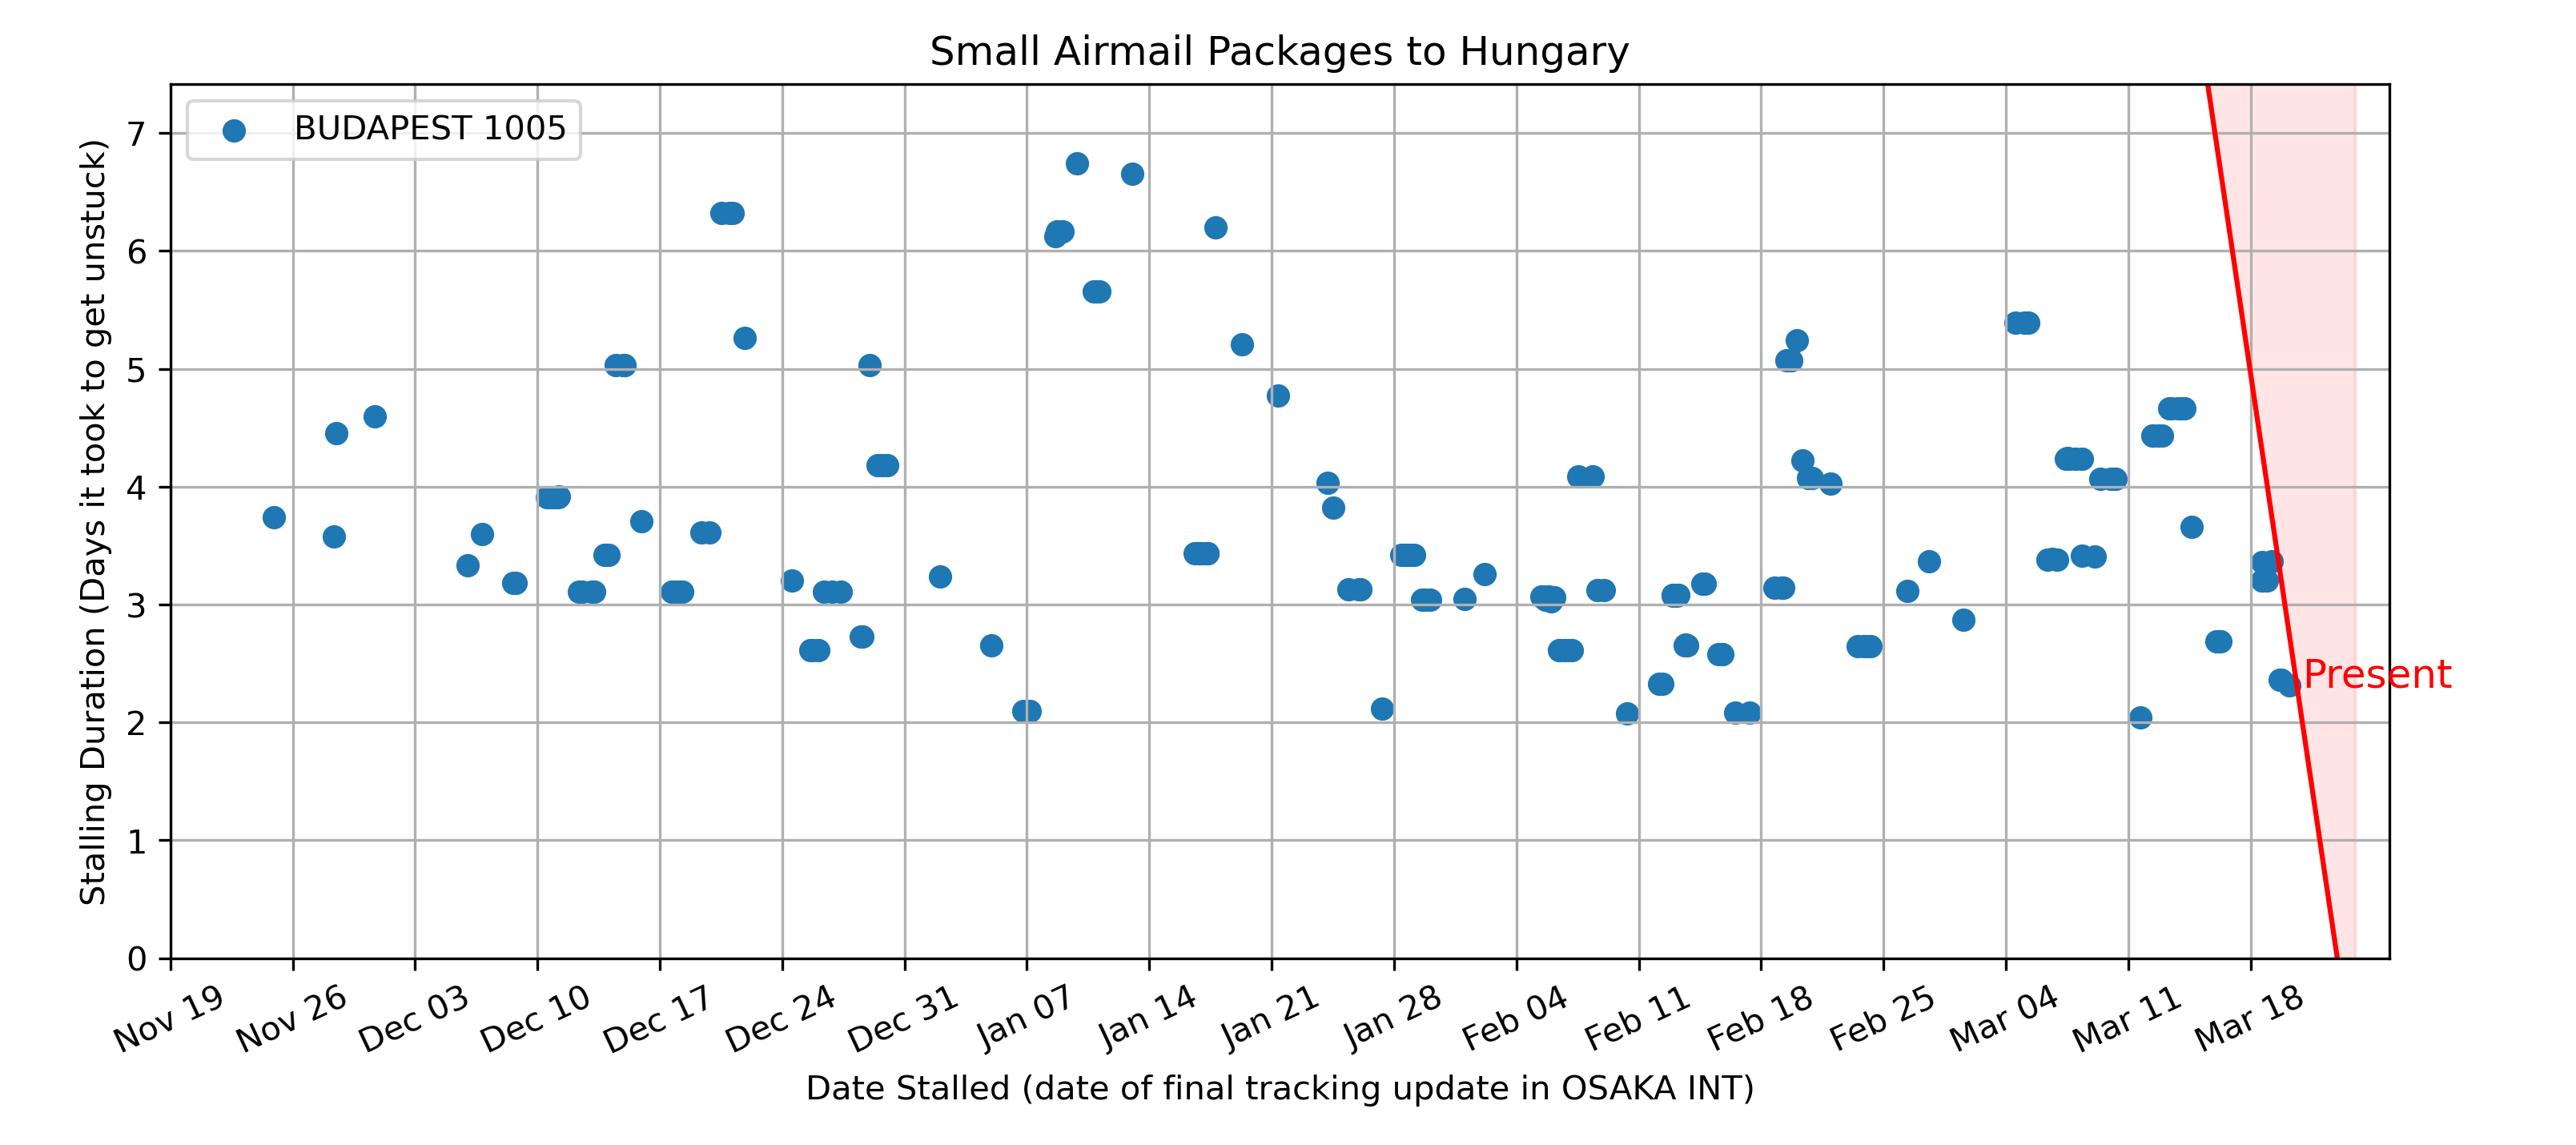 Small Airmail Packages to Hungary
BUDAPEST 1005
Stalling Duration (Days it took to get unstuck)
7
6
5
4
3
2
1
0
Present
Nov 19 Nov 26 Dec 03 Dec 10 Dec 17 Dec 24 Dec 31 Jan 07 Jan 14 Jan 21 Jan 28 Feb 04 Feb 11 Feb 18 Feb 25 Mar 04 Mar 11 Mar 18
Date Stalled (date of final tracking update in OSAKA INT)